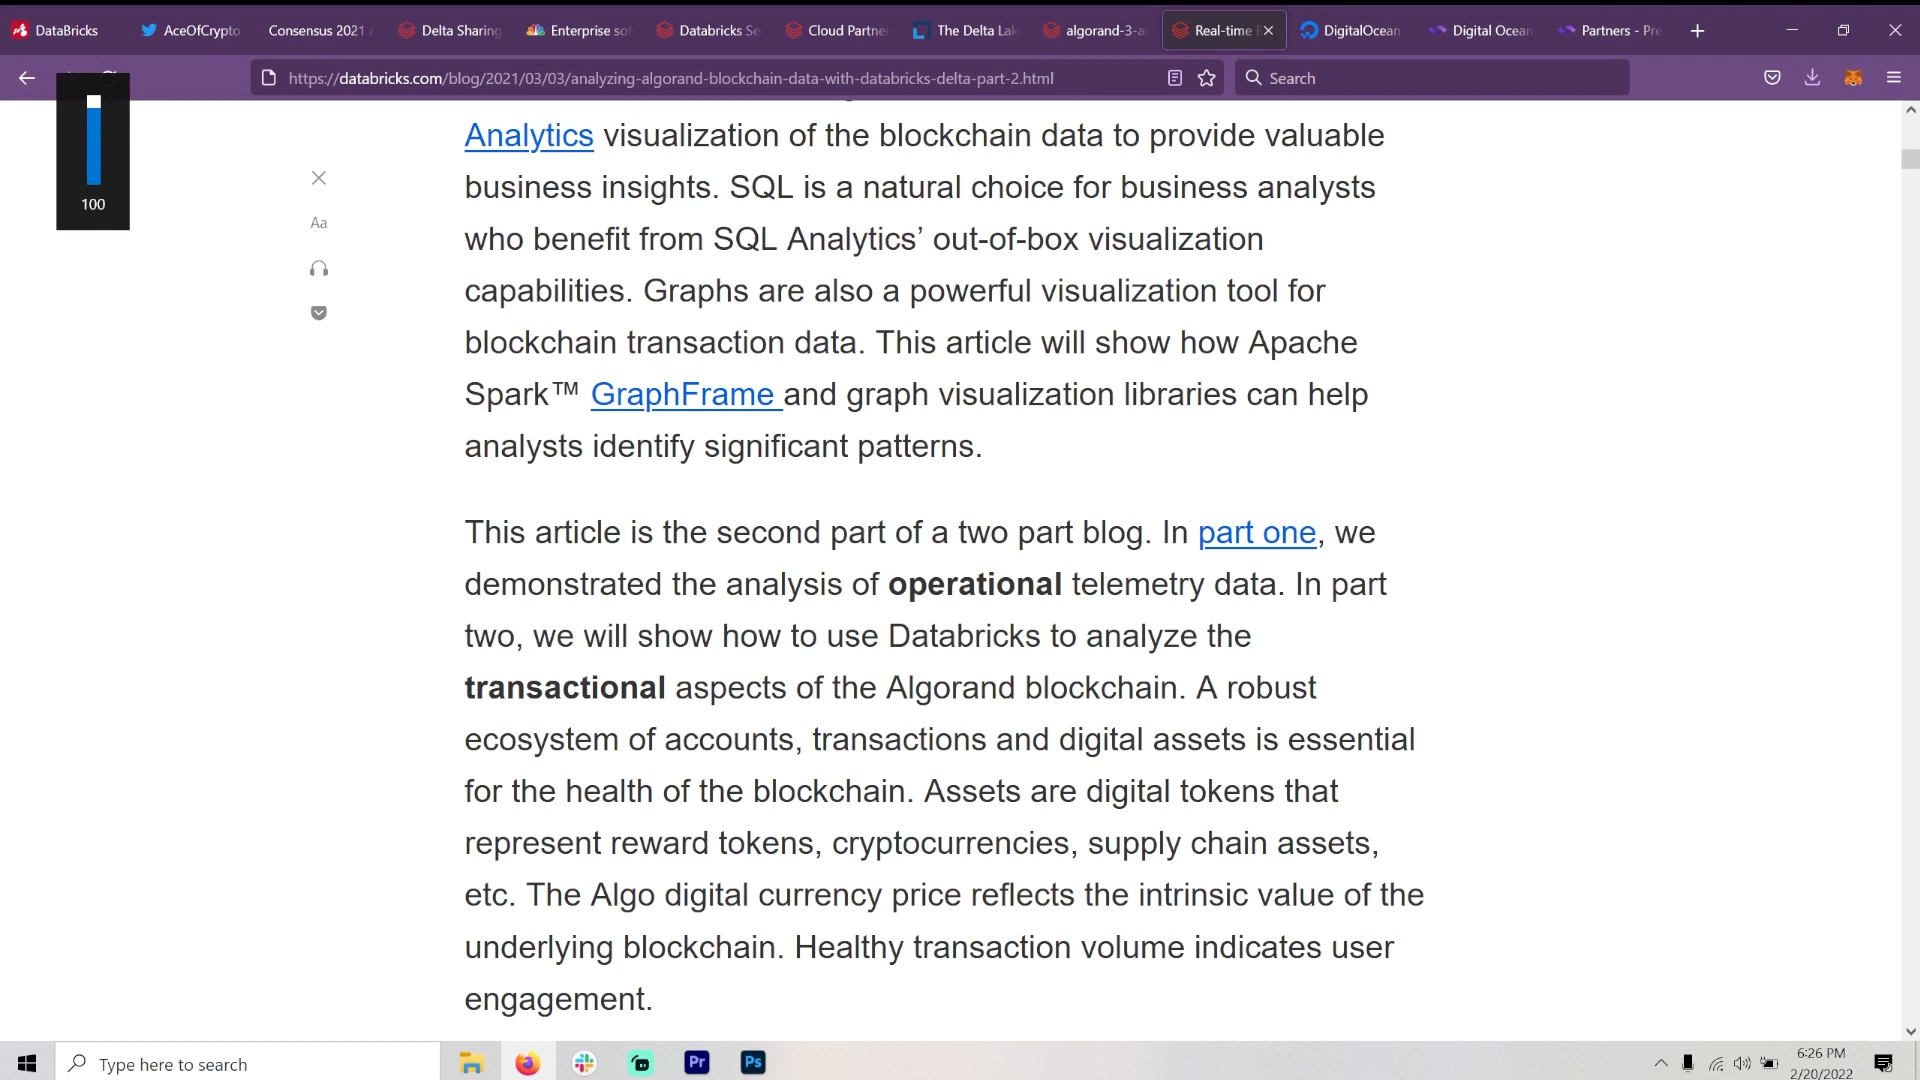 DataBricks
AceOfCrypto
Consensus 2021
Delta Sharing
Enterprise so
Databricks Se
Cloud Partne
The Delta Lak
algorand-3-a
Real-time
DigitalOcean
Digital Ocean
Partners - Pre
https://databricks.com/blog/2021/03/03/analyzing-algorand-blockchain-data-with-databricks-delta-part-2.html
Search
100
Aa
Analytics visualization of the blockchain data to provide valuable
business insights. SQL is a natural choice for business analysts
who benefit from SQL Analytics’ out-of-box visualization
capabilities. Graphs are also a powerful visualization tool for
blockchain transaction data. This article will show how Apache
Spark™ GraphFrame and graph visualization libraries can help
analysts identify significant patterns.
This article is the second part of a two part blog. In part one, we
demonstrated the analysis of operational telemetry data. In part
two, we will show how to use Databricks to analyze the
transactional aspects of the Algorand blockchain. A robust
ecosystem of accounts, transactions and digital assets is essential
for the health of the blockchain. Assets are digital tokens that
represent reward tokens, cryptocurrencies, supply chain assets,
etc. The Algo digital currency price reflects the intrinsic value of the
underlying blockchain. Healthy transaction volume indicates user
engagement.
Type here to search
Pr
Ps
6:26 PM
2/20/2022